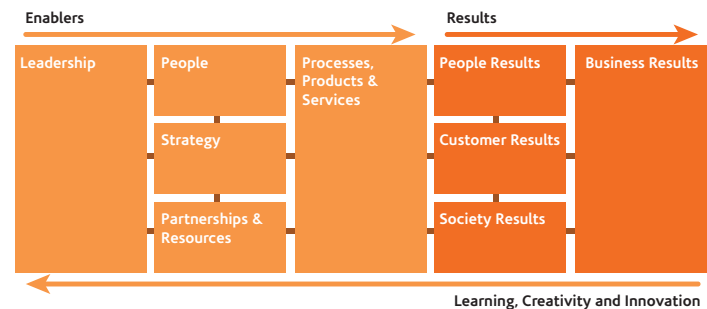 Enablers
Results
Leadership
People
Processes,
Products &
Services
People Results
Business Results
Strategy
Customer Results
Partnerships &
Resources
Society Results
Learning, Creativity and Innovation